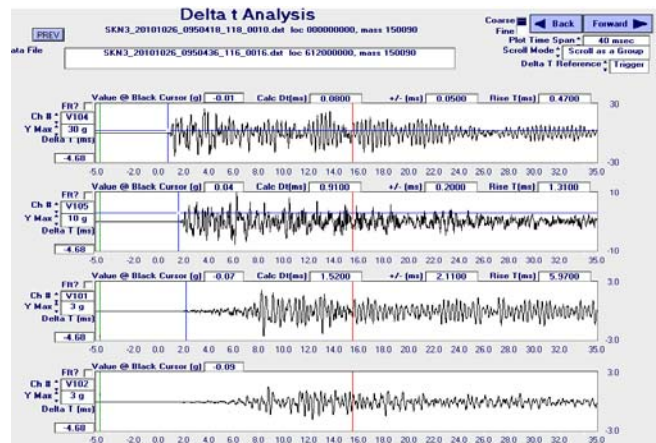 Delta t Analysis
PREV
SKN3_20101026_0950418_118_0010.dst loc 000000000, mass 150090
Coarse
Fine
Back
Forward
Plot Time Span
40 msec
ata File
SKN3_20101026_0950436_116_0016.dst loc 612000000, mass 150090
Scroll Mode
Scroll as a Group
Delta T Reference
Trigger
Flt? Value @ Black Cursor (g) -0.01 Calc Dt(ms) 0.0800 +/- (ms) 0.0500 Rise T(ms) 0.4700
Ch # V104
Y Max 30 g
Delta T (ms)
-4.68
30
-30
-5.0 -2.0 0.0 2.0 4.0 6.0 8.0 10.0 12.0 14.0 16.0 18.0 20.0 22.0 24.0 26.0 28.0 30.0 32.0 35.0
Flt? Value @ Black Cursor (g) 0.04 Calc Dt(ms) 0.9100 +/- (ms) 0.2000 Rise T(ms) 1.3100
Ch # V105
Y Max 10 g
Delta T (ms)
-4.68
10
-10
-5.0 -2.0 0.0 2.0 4.0 6.0 8.0 10.0 12.0 14.0 16.0 18.0 20.0 22.0 24.0 26.0 28.0 30.0 32.0 35.0
Flt? Value @ Black Cursor (g) -0.07 Calc Dt(ms) 1.5200 +/- (ms) 2.1100 Rise T(ms) 5.9700
Ch # V101
Y Max 3 g
Delta T (ms)
-4.68
3.0
-3.0
-5.0 -2.0 0.0 2.0 4.0 6.0 8.0 10.0 12.0 14.0 16.0 18.0 20.0 22.0 24.0 26.0 28.0 30.0 32.0 35.0
Flt? Value @ Black Cursor (g) -0.09
Ch # V102
Y Max 3 g
Delta T (ms)
-4.68
3.0
-3.0
-5.0 -2.0 0.0 2.0 4.0 6.0 8.0 10.0 12.0 14.0 16.0 18.0 20.0 22.0 24.0 26.0 28.0 30.0 32.0 35.0